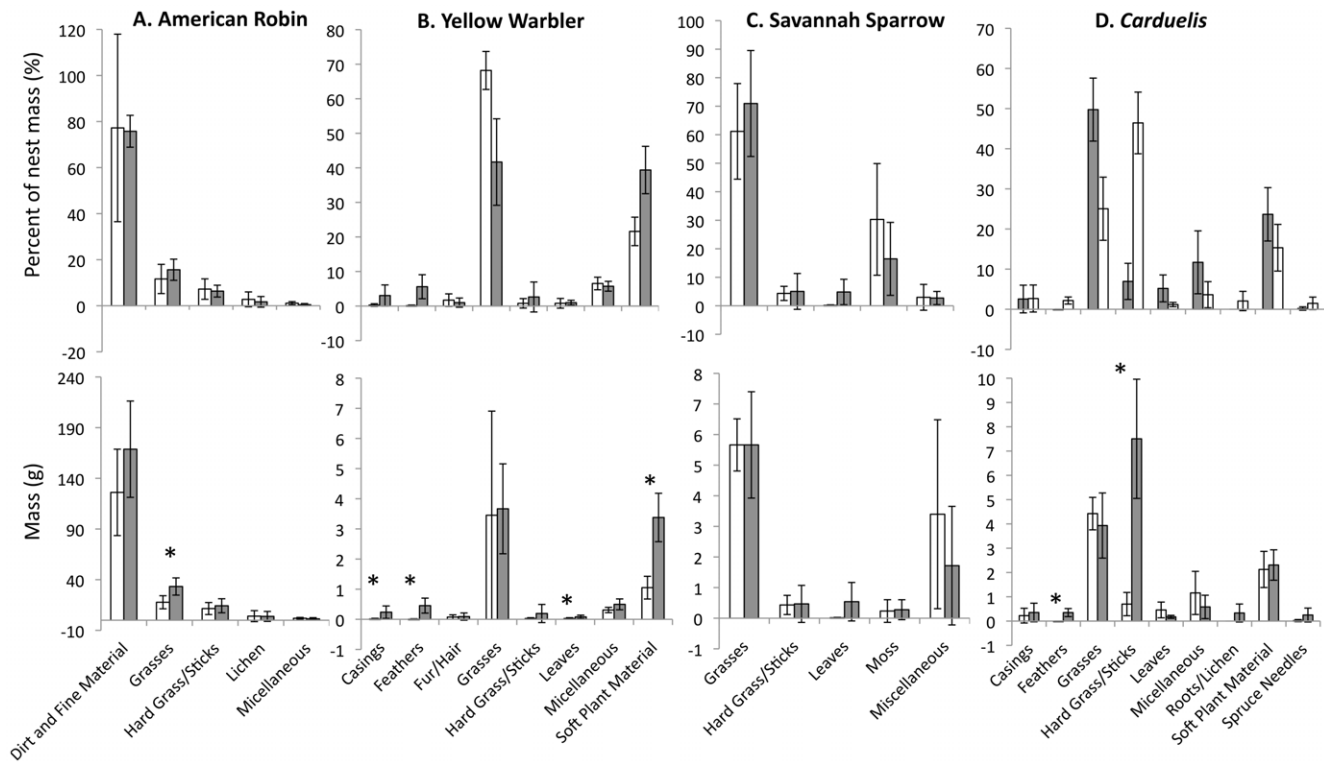 A. American Robin
B. Yellow Warbler
C. Savannah Sparrow
D. Carduelis
Percent of nest mass (%)
120
100
80
60
40
20
0
-20
80
70
60
50
40
30
20
10
0
-10
100
90
80
70
60
50
40
30
20
10
0
-10
70
60
50
40
30
20
10
0
-10
Mass (g)
240
190
140
90
40
-10
*
8
7
6
5
4
3
2
1
0
-1
* * * *
8
7
6
5
4
3
2
1
0
-1
10
9
8
7
6
5
4
3
2
1
0
-1
* *
Dirt and Fine Material
Grasses
Hard Grass/Sticks
Lichen
Micellaneous
Casings
Feathers
Fur/Hair
Grasses
Hard Grass/Sticks
Leaves
Micellaneous
Soft Plant Material
Grasses
Hard Grass/Sticks
Leaves
Moss
Miscellaneous
Casings
Feathers
Grasses
Hard Grass/Sticks
Leaves
Micellaneous
Roots/Lichen
Soft Plant Material
Spruce Needles